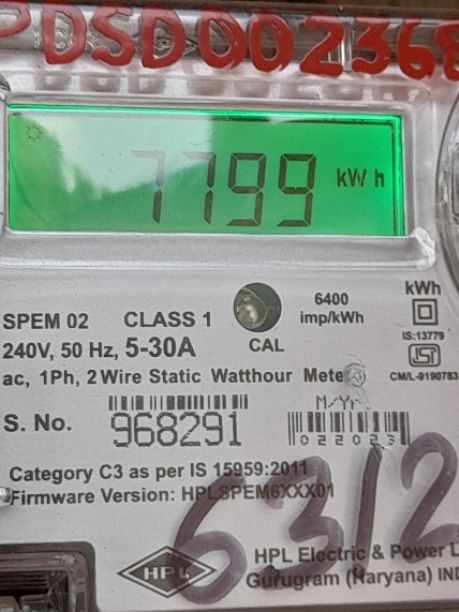 PDSD002368
7799 kWh
kWh
6400
imp/kWh
IS:13779
SPEM 02 CLASS 1
240V, 50 Hz, 5-30A
CAL
CM/L-9190783
ac, 1Ph, 2 Wire Static Watthour Mete
M/Yr.
S. No. 968291
022023
Category C3 as per IS 15959:2011
Firmware Version: HPLSPEM6XXX01
6312
HPL
HPL Electric & Power L
Gurugram (Haryana) IND